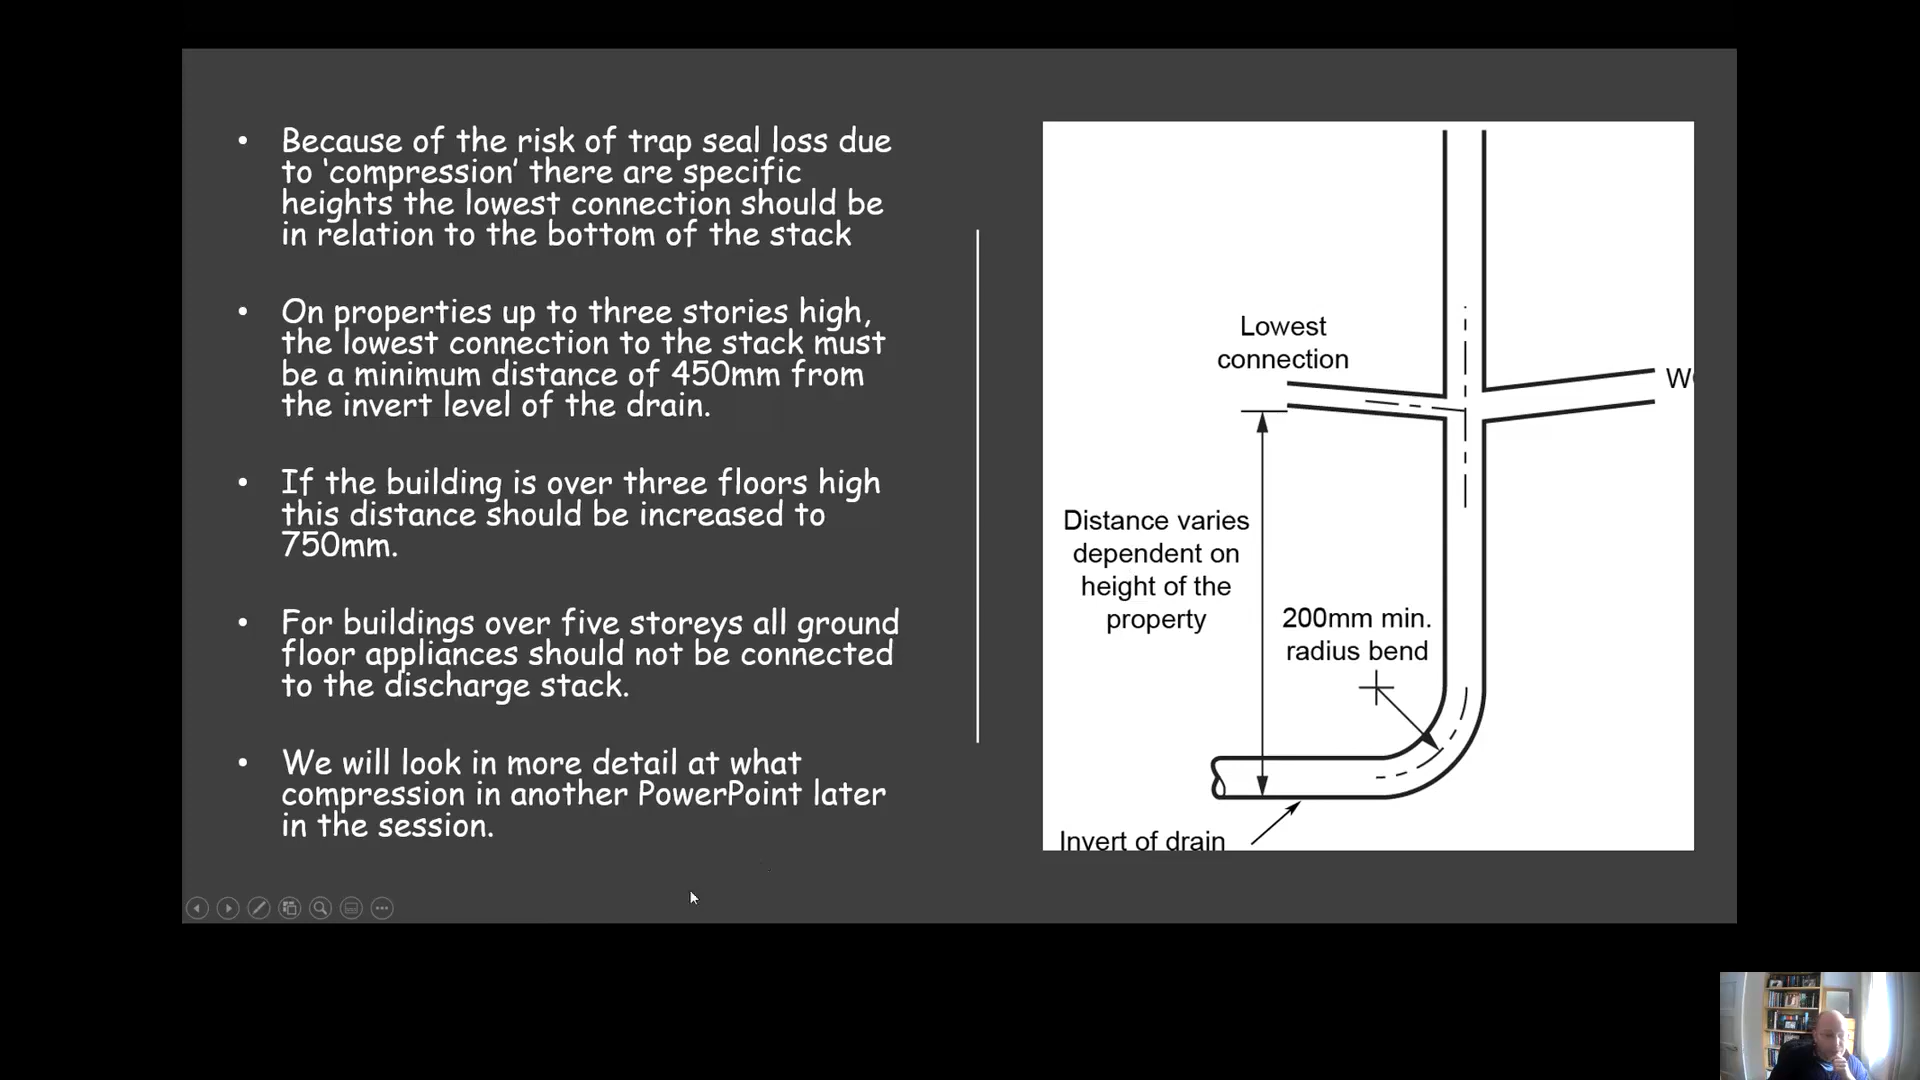 • Because of the risk of trap seal loss due
to ‘compression’ there are specific
heights the lowest connection should be
in relation to the bottom of the stack
• On properties up to three stories high,
the lowest connection to the stack must
be a minimum distance of 450mm from
the invert level of the drain.
• If the building is over three floors high
this distance should be increased to
750mm.
• For buildings over five storeys all ground
floor appliances should not be connected
to the discharge stack.
• We will look in more detail at what
compression in another PowerPoint later
in the session.
Lowest
connection
Distance varies
dependent on
height of the
property
200mm min.
radius bend
Invert of drain